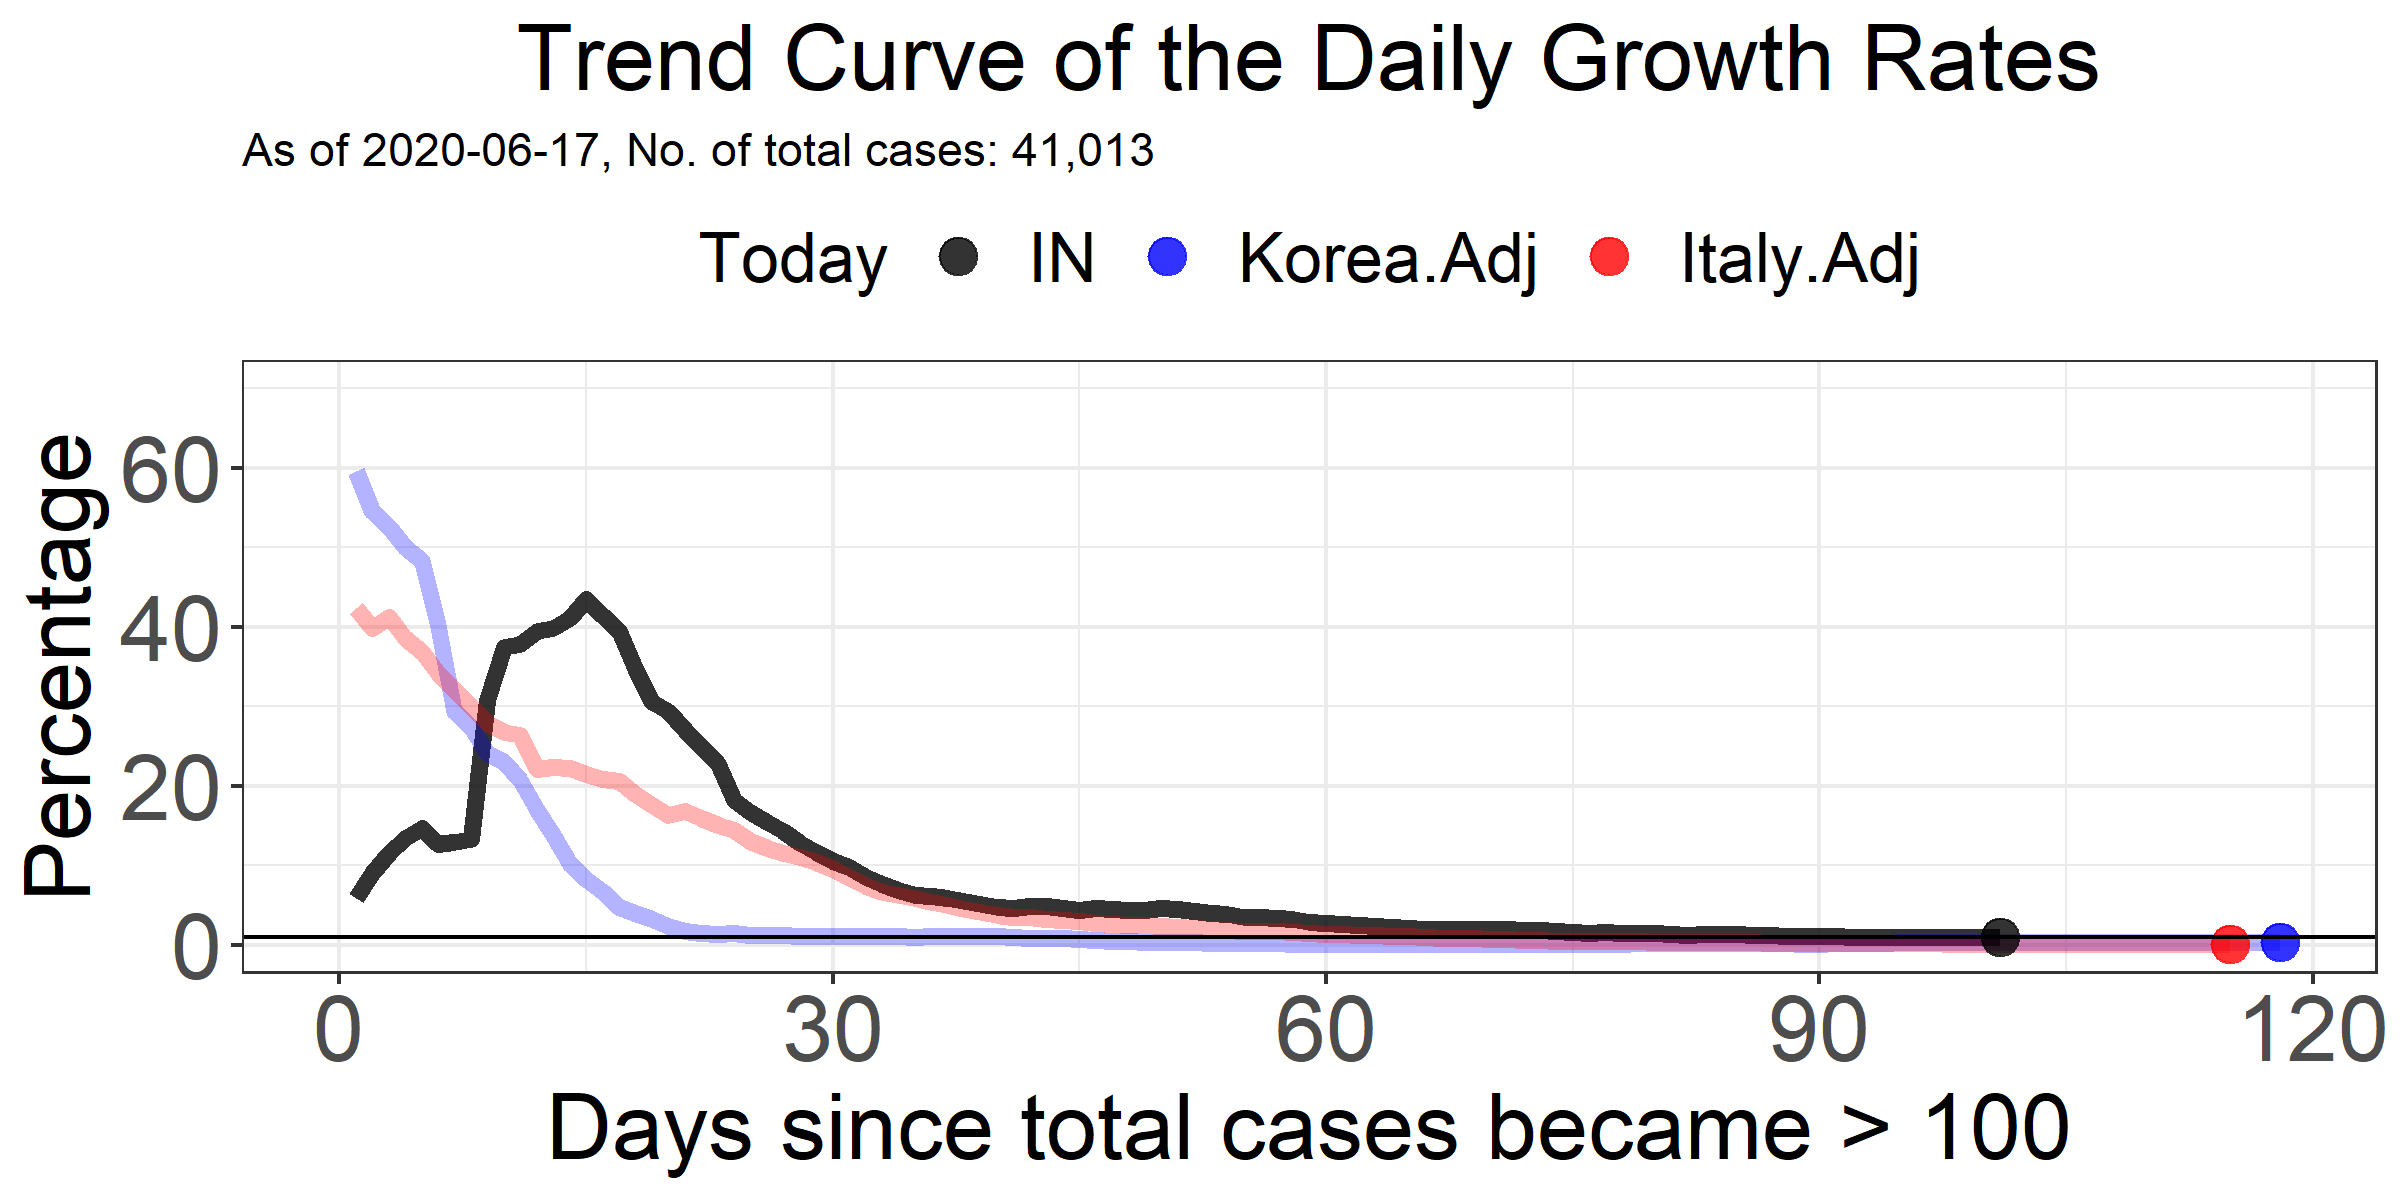 Trend Curve of the Daily Growth Rates
As of 2020-06-17, No. of total cases: 41,013
Today IN Korea.Adj Italy.Adj
Percentage
60
40
20
0
0 30 60 90 120
Days since total cases became > 100